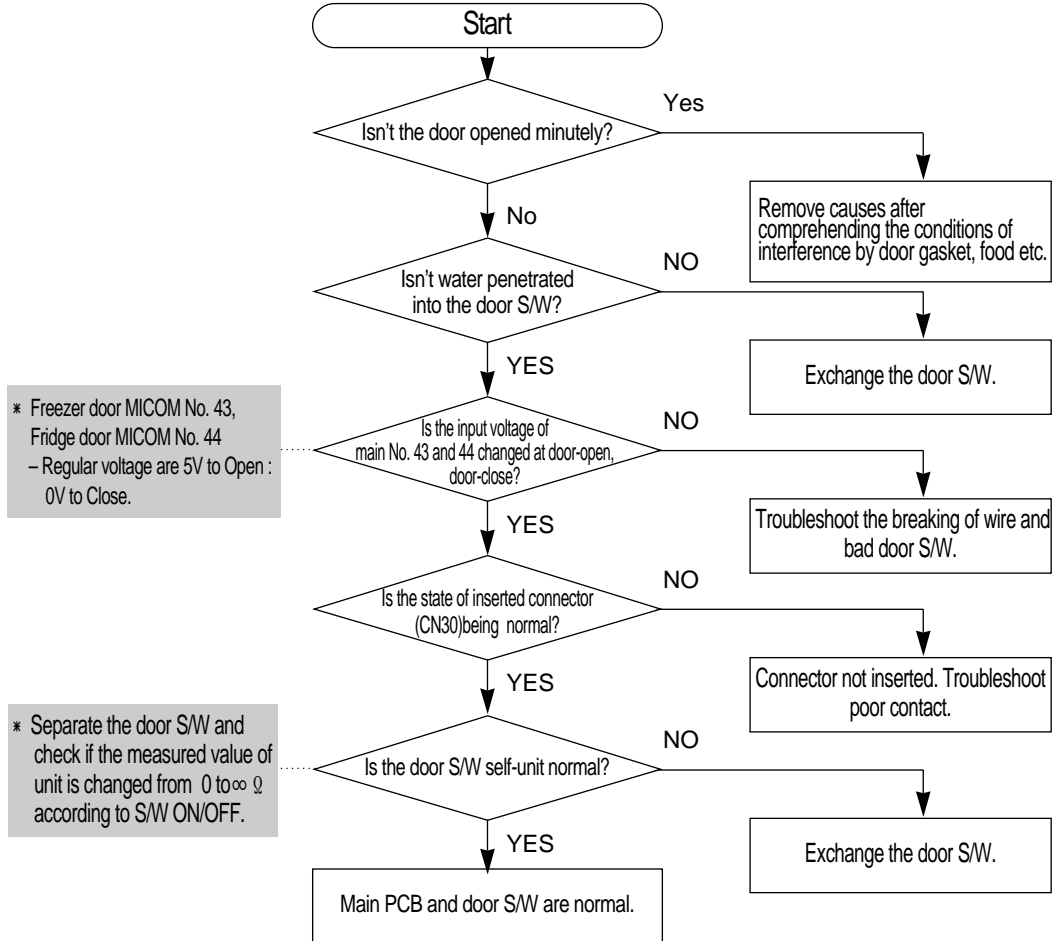 Start
Isn't the door opened minutely?
Yes
Remove causes after
comprehending the conditions of
interference by door gasket, food etc.
No
Isn't water penetrated
into the door S/W?
NO
Exchange the door S/W.
YES
* Freezer door MICOM No. 43,
Fridge door MICOM No. 44
– Regular voltage are 5V to Open :
0V to Close.
Is the input voltage of
main No. 43 and 44 changed at door-open,
door-close?
NO
Troubleshoot the breaking of wire and
bad door S/W.
YES
Is the state of inserted connector
(CN30)being normal?
NO
Connector not inserted. Troubleshoot
poor contact.
YES
* Separate the door S/W and
check if the measured value of
unit is changed from 0 to∞ Ω
according to S/W ON/OFF.
Is the door S/W self-unit normal?
NO
Exchange the door S/W.
YES
Main PCB and door S/W are normal.